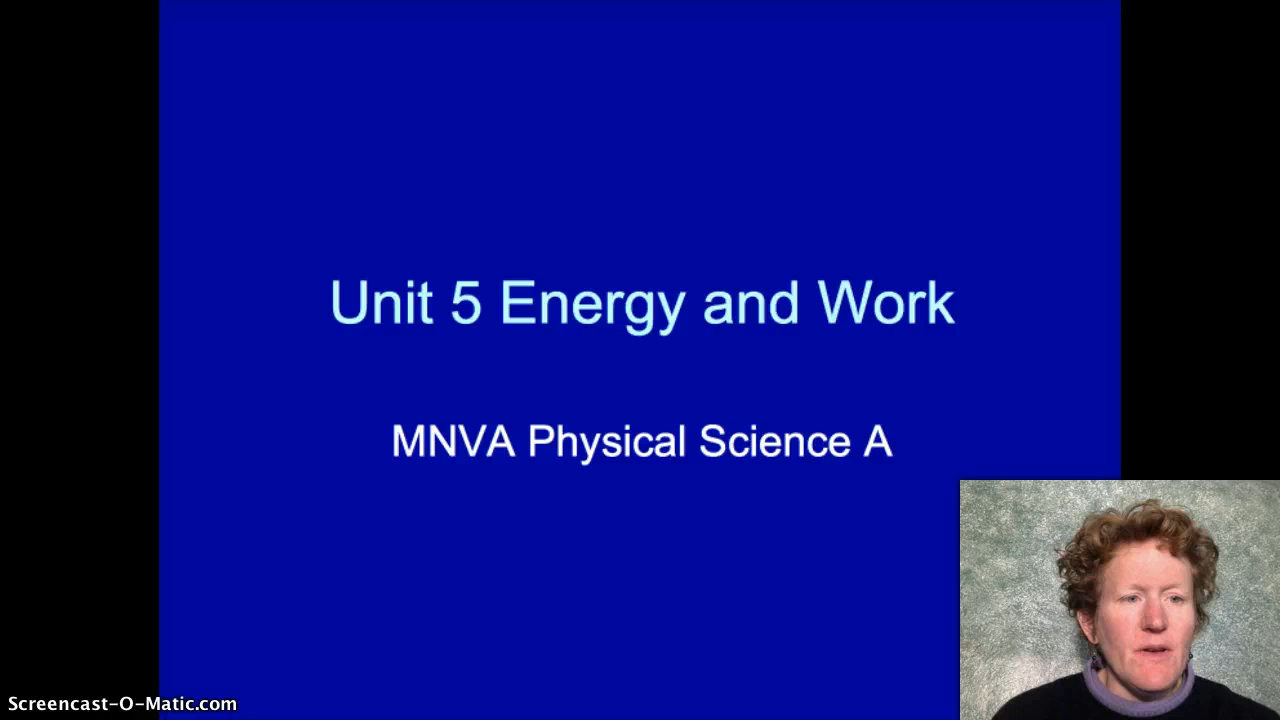 Unit 5 Energy and Work
MNVA Physical Science A
Screencast-O-Matic.com